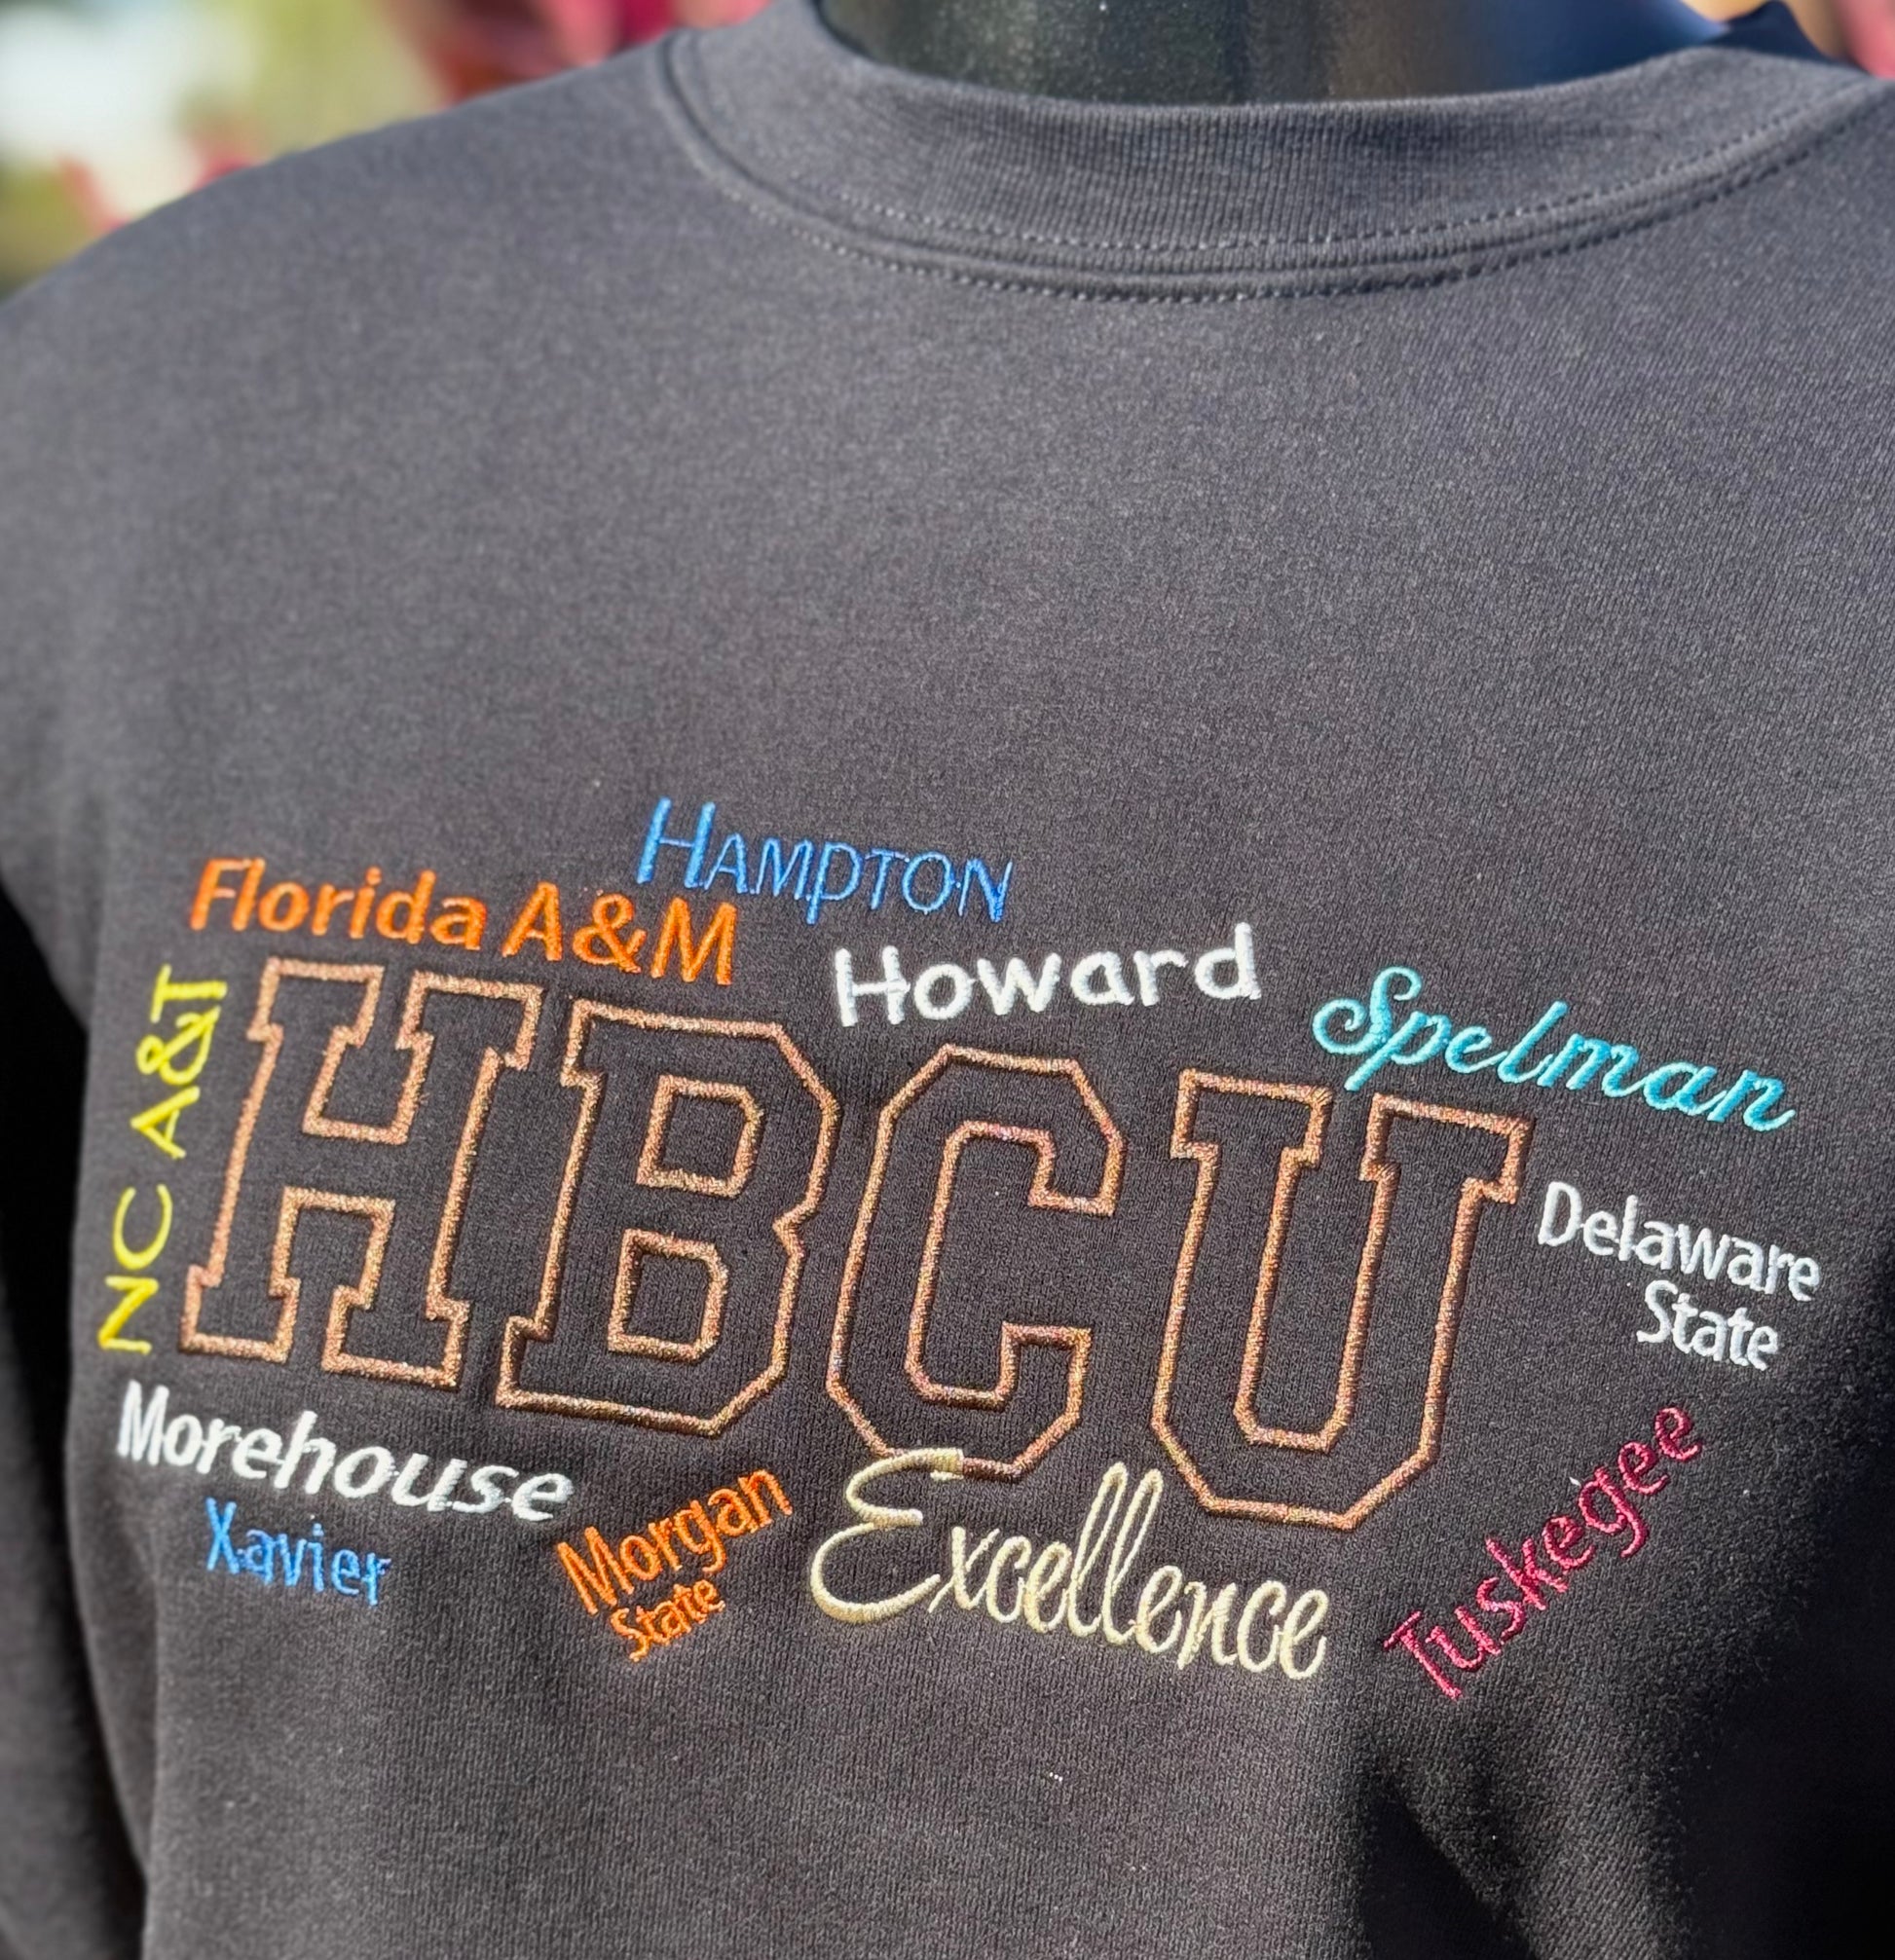 HAMPTON
Florida A&M
Howard
Spelman
NC A&T
HBCU
Delaware
State
Morehouse
Excellence
Tuskegee
Xavier
Morgan
State